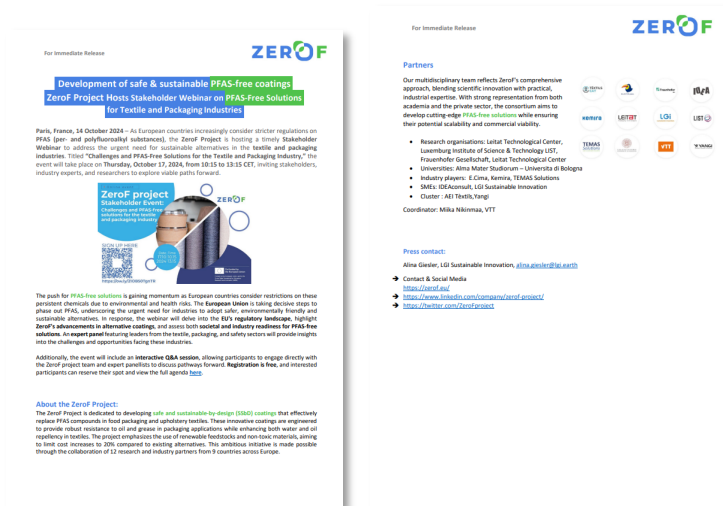 For Immediate Release
ZEROF
Development of safe & sustainable PFAS-free coatings
ZeroF Project Hosts Stakeholder Webinar on PFAS-Free Solutions
for Textile and Packaging Industries
Paris, France, 14 October 2024 – As European countries increasingly consider stricter regulations on
PFAS (per- and polyfluoroalkyl substances), the ZeroF Project is hosting a timely Stakeholder
Webinar to address the urgent need for sustainable alternatives in the textile and packaging
industries. Titled "Challenges and PFAS-Free Solutions for the Textile and Packaging Industry," the
event will take place on Thursday, October 17, 2024, from 10:15 to 13:15 CET, inviting stakeholders,
industry experts, and researchers to explore viable paths forward.
ZeroF project
Stakeholder Event:
Challenges and PFAS-free
solutions for the textile
and packaging industry
ZEROF
SIGN UP HERE
The push for PFAS-free solutions is gaining momentum as European countries consider restrictions on these
persistent chemicals due to environmental and health risks. The European Union is taking decisive steps to
phase out PFAS, underscoring the urgent need for industries to adopt safer, environmentally friendly and
sustainable alternatives. In response, the webinar will delve into the EU's regulatory landscape, highlight
ZeroF's advancements in alternative coatings, and assess both societal and industry readiness for PFAS-free
solutions. An expert panel featuring leaders from the textile, packaging, and safety sectors will provide insights
into the challenges and opportunities facing these industries.
Additionally, the event will include an interactive Q&A session, allowing participants to engage directly with
the ZeroF project team and expert panelists to discuss pathways forward. Registration is free, and interested
participants can reserve their spot and view the full agenda here.
About the ZeroF Project:
The ZeroF Project is dedicated to developing safe and sustainable-by-design (SSbD) coatings that effectively
replace PFAS compounds in food packaging and upholstery textiles. These innovative coatings are engineered
to provide robust resistance to oil and grease in packaging applications while enhancing both water and oil
repellency in textiles. The project emphasizes the use of renewable feedstocks and non-toxic materials, aiming
to limit cost increases to 20% compared to existing alternatives. This ambitious initiative is made possible
through the collaboration of 12 research and industry partners from 9 countries across Europe.
For Immediate Release
ZEROF
Partners
Our multidisciplinary team reflects ZeroF's comprehensive
approach, blending scientific innovation with practical,
industrial expertise. With strong representation from both
academia and the private sector, the consortium aims to
develop cutting-edge PFAS-free solutions while ensuring
their potential scalability and commercial viability.
• Research organisations: Leitat Technological Center,
Luxemburg Institute of Science & Technology LIST,
Frauenhofer Gesellschaft, Leitat Technological Center
• Universities: Alma Mater Studiorum – Universita di Bologna
• Industry players: E.Cima, Kemira, TEMAS Solutions
• SMEs: IDEAconsult, LGI Sustainable Innovation
• Cluster : AEI Tèxtils,Yangi
Coordinator: Miika Nikinmaa, VTT
kemira
LEITAT
LGi
LIST
TEMAS
VTT
YANGI
Press contact:
Alina Giesler, LGI Sustainable Innovation, alina.giesler@lgi.earth
➔ Contact & Social Media
https://zerof.eu/
➔ https://www.linkedin.com/company/zerof-project/
➔ https://twitter.com/ZeroFproject